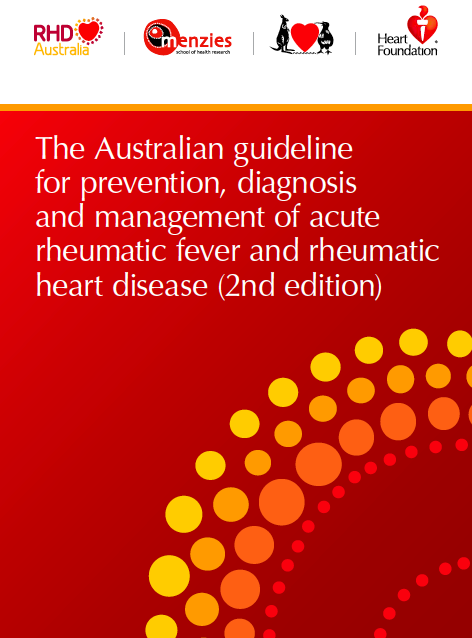 RHD
Australia
menzies
school of health research
Heart
Foundation
The Australian guideline
for prevention, diagnosis
and management of acute
rheumatic fever and rheumatic
heart disease (2nd edition)